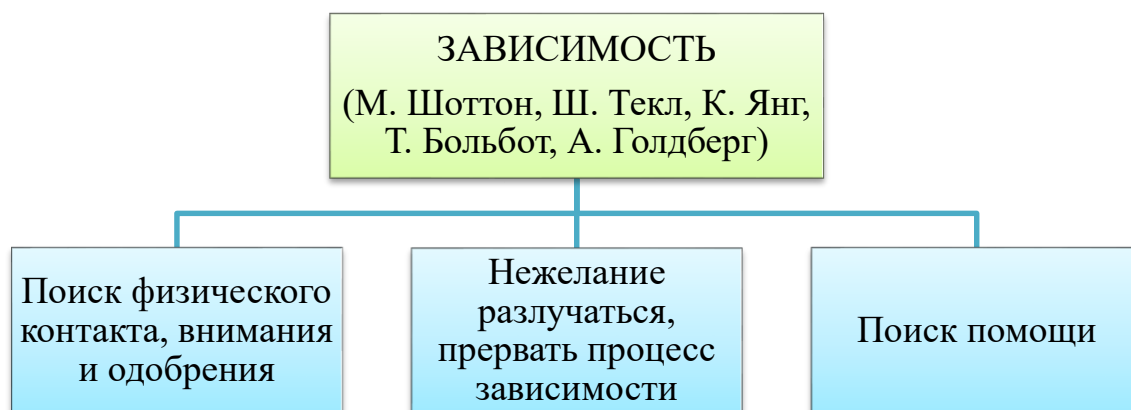 ЗАВИСИМОСТЬ
(М. Шоттон, Ш. Текл, К. Янг,
Т. Больбот, А. Голдберг)
Поиск физического
контакта, внимания
и одобрения
Нежелание
разлучаться,
прервать процесс
зависимости
Поиск помощи